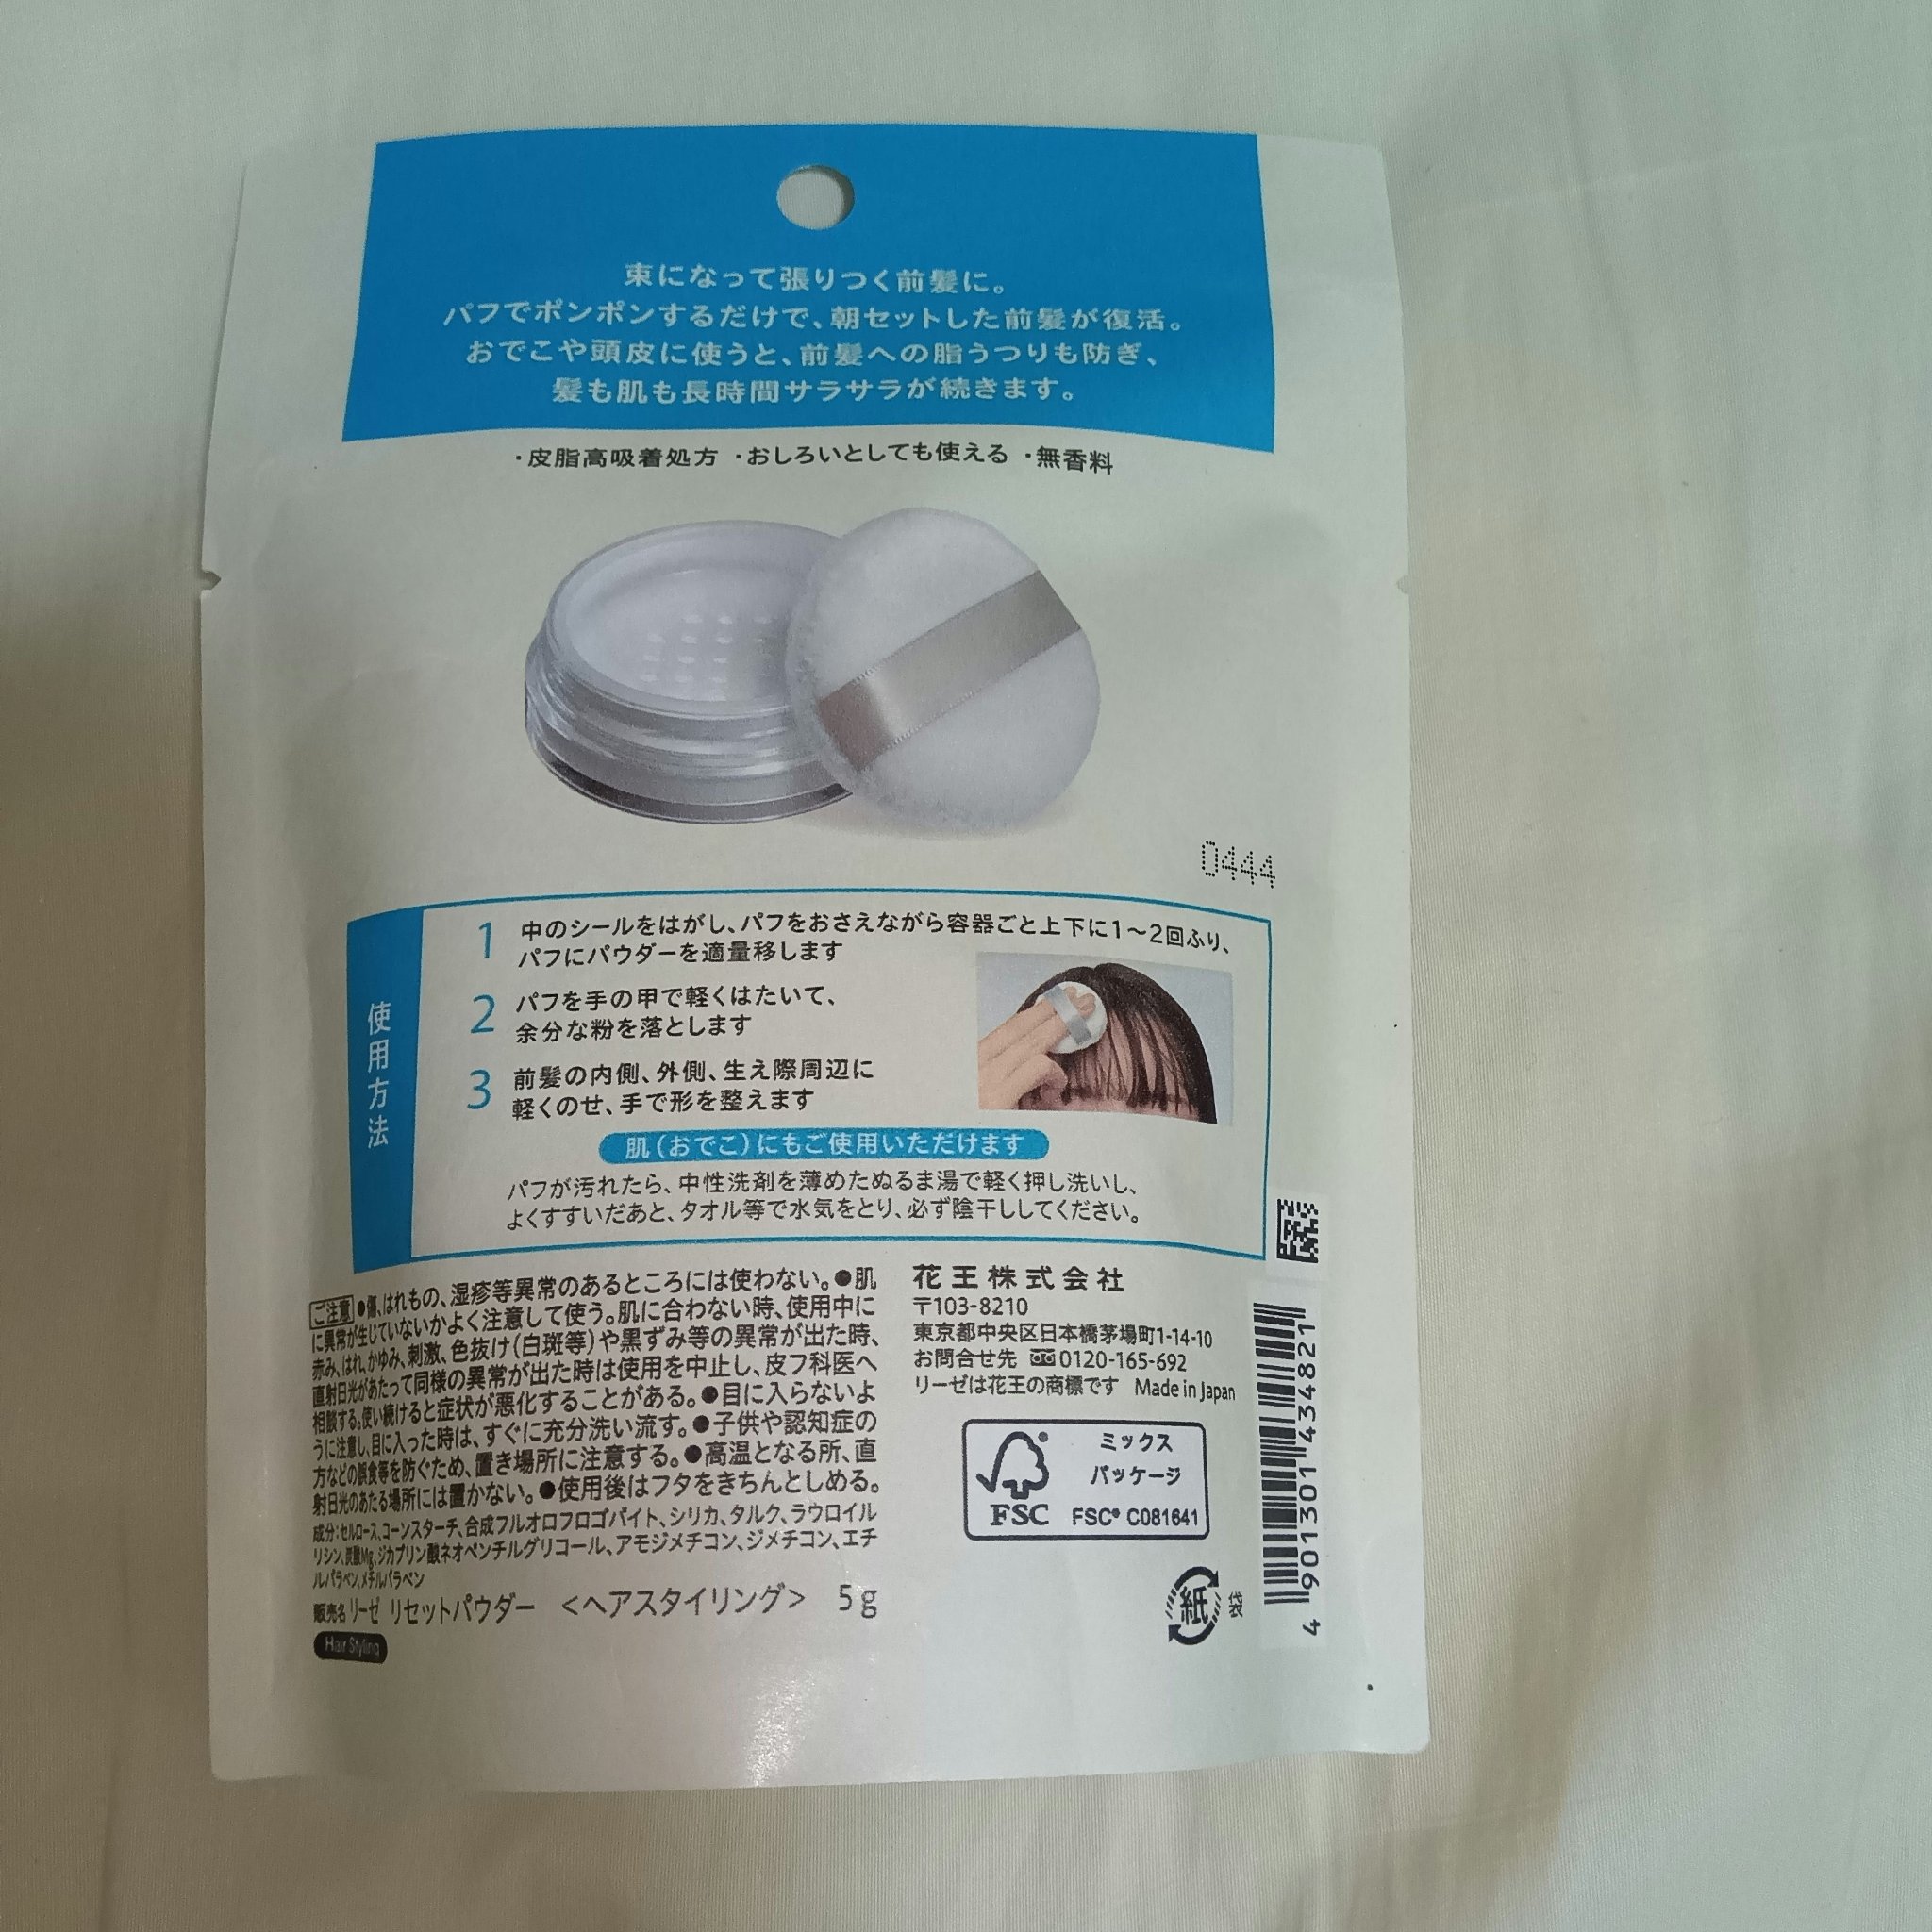 束になって張りつく前髪に。
パフでポンポンするだけで、朝セットした前髪が復活。
おでこや頭皮に使うと、前髪への脂うつりも防ぎ、
髪も肌も長時間サラサラが続きます。
・皮脂高吸着処方 ・おしろいとしても使える ・無香料
0444
使用方法
1 中のシールをはがし、パフをおさえながら容器ごと上下に1〜2回ふり、
パフにパウダーを適量移します
2 パフを手の甲で軽くはたいて、
余分な粉を落とします
3 前髪の内側、外側、生え際周辺に
軽くのせ、手で形を整えます
肌(おでこ)にもご使用いただけます
パフが汚れたら、中性洗剤を薄めたぬるま湯で軽く押し洗いし、
よくすすいだあと、タオル等で水気をとり、必ず陰干ししてください。
ご注意 ●傷、はれもの、湿疹等異常のあるところには使わない。●肌
に異常が生じていないかよく注意して使う。肌に合わない時、使用中に
赤み、はれ、かゆみ、刺激、色抜け(白斑等)や黒ずみ等の異常が出た時、
直射日光があたって同様の異常が出た時は使用を中止し、皮フ科医へ
相談する。使い続けると症状が悪化することがある。●目に入らないよ
うに注意し、目に入った時は、すぐに充分洗い流す。●子供や認知症の
方などの誤食等を防ぐため、置き場所に注意する。●高温となる所、直
射日光のあたる場所には置かない。●使用後はフタをきちんとしめる。
成分:セルロース、コーンスターチ、合成フルオロフロゴパイト、シリカ、タルク、ラウロイル
リシン、炭酸Mg、ジカプリン酸ネオペンチルグリコール、アモジメチコン、ジメチコン、エチ
ルパラベン、メチルパラベン
販売名 リーゼ リセットパウダー <ヘアスタイリング> 5g
Hair Styling
花王株式会社
〒103-8210
東京都中央区日本橋茅場町1-14-10
お問合せ先 0120-165-692
リーゼは花王の商標です Made in Japan
FSC
ミックス
パッケージ
FSC® C081641
紙
袋
4 901301 434821